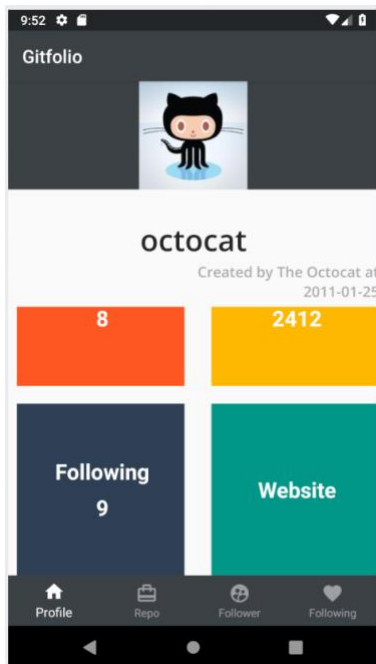 9:52
Gitfolio
octocat
Created by The Octocat at
2011-01-25
8
2412
Following
9
Website
Profile
Repo
Follower
Following